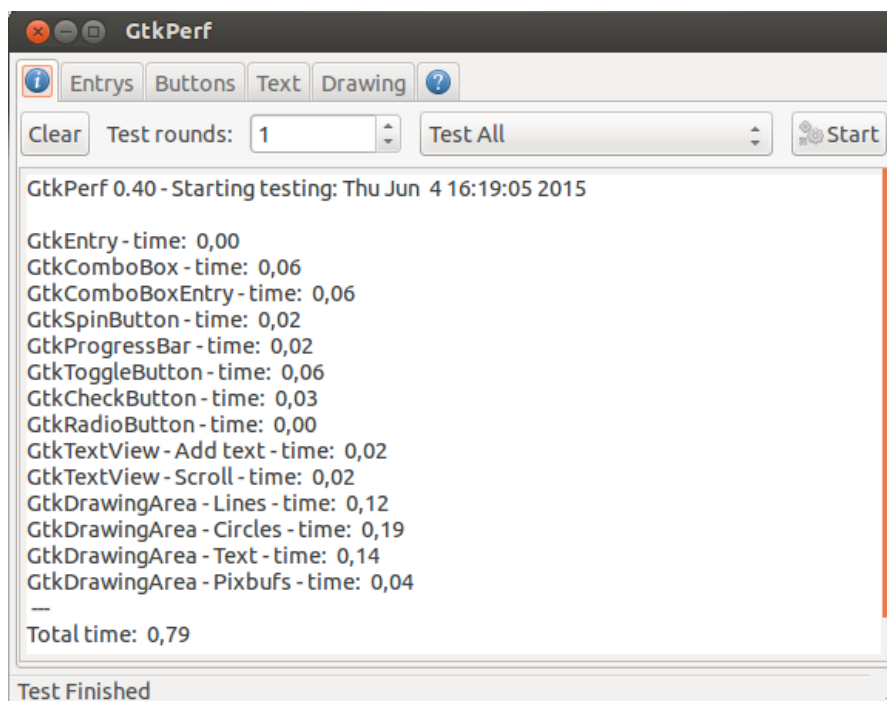 GtkPerf
Entrys Buttons Text Drawing
Clear Test rounds: 1 Test All Start
GtkPerf 0.40 - Starting testing: Thu Jun  4 16:19:05 2015
GtkEntry - time:  0,00
GtkComboBox - time:  0,06
GtkComboBoxEntry - time:  0,06
GtkSpinButton - time:  0,02
GtkProgressBar - time:  0,02
GtkToggleButton - time:  0,06
GtkCheckButton - time:  0,03
GtkRadioButton - time:  0,00
GtkTextView - Add text - time:  0,02
GtkTextView - Scroll - time:  0,02
GtkDrawingArea - Lines - time:  0,12
GtkDrawingArea - Circles - time:  0,19
GtkDrawingArea - Text - time:  0,14
GtkDrawingArea - Pixbufs - time:  0,04
---
Total time:  0,79
Test Finished